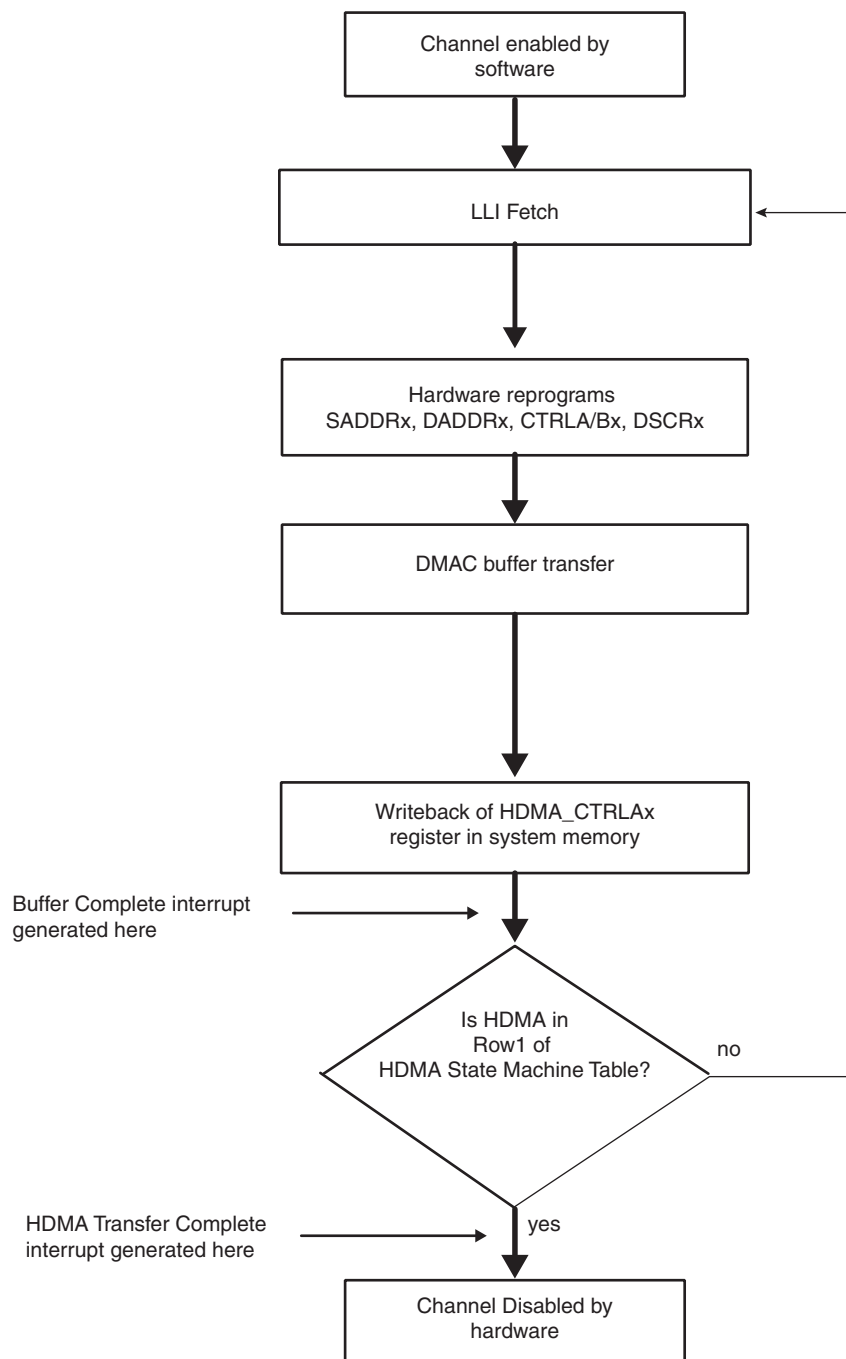 Channel enabled by
software
LLI Fetch
Hardware reprograms
SADDRx, DADDRx, CTRLA/Bx, DSCRx
DMAC buffer transfer
Writeback of HDMA_CTRLAx
register in system memory
Buffer Complete interrupt
generated here
Is HDMA in
Row1 of
HDMA State Machine Table?
no
HDMA Transfer Complete
interrupt generated here
yes
Channel Disabled by
hardware